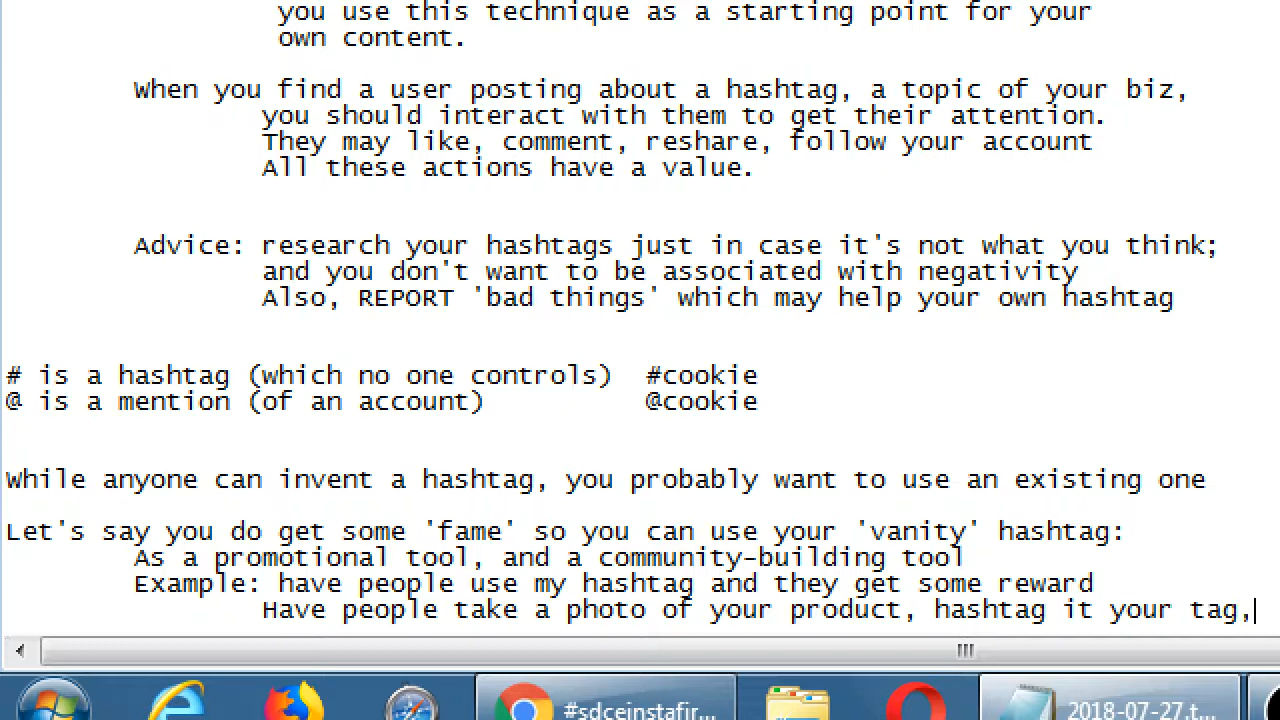 you use this technique as a starting point for your
own content.
When you find a user posting about a hashtag, a topic of your biz,
you should interact with them to get their attention.
They may like, comment, reshare, follow your account
All these actions have a value.
Advice: research your hashtags just in case it's not what you think;
and you don't want to be associated with negativity
Also, REPORT 'bad things' which may help your own hashtag
# is a hashtag (which no one controls) #cookie
@ is a mention (of an account) @cookie
While anyone can invent a hashtag, you probably want to use an existing one
Let's say you do get some 'fame' so you can use your 'vanity' hashtag:
As a promotional tool, and a community-building tool
Example: have people use my hashtag and they get some reward
Have people take a photo of your product, hashtag it your tag,
#sdceinstafir... 2018-07-27.t...